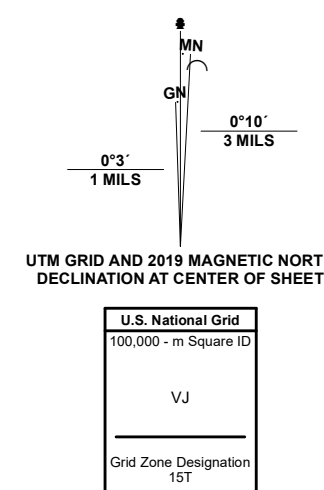 MN
GN
0°10´
3 MILS
0°3´
1 MILS
UTM GRID AND 2019 MAGNETIC NORT
DECLINATION AT CENTER OF SHEET
U.S. National Grid
100,000 - m Square ID
VJ
Grid Zone Designation
15T